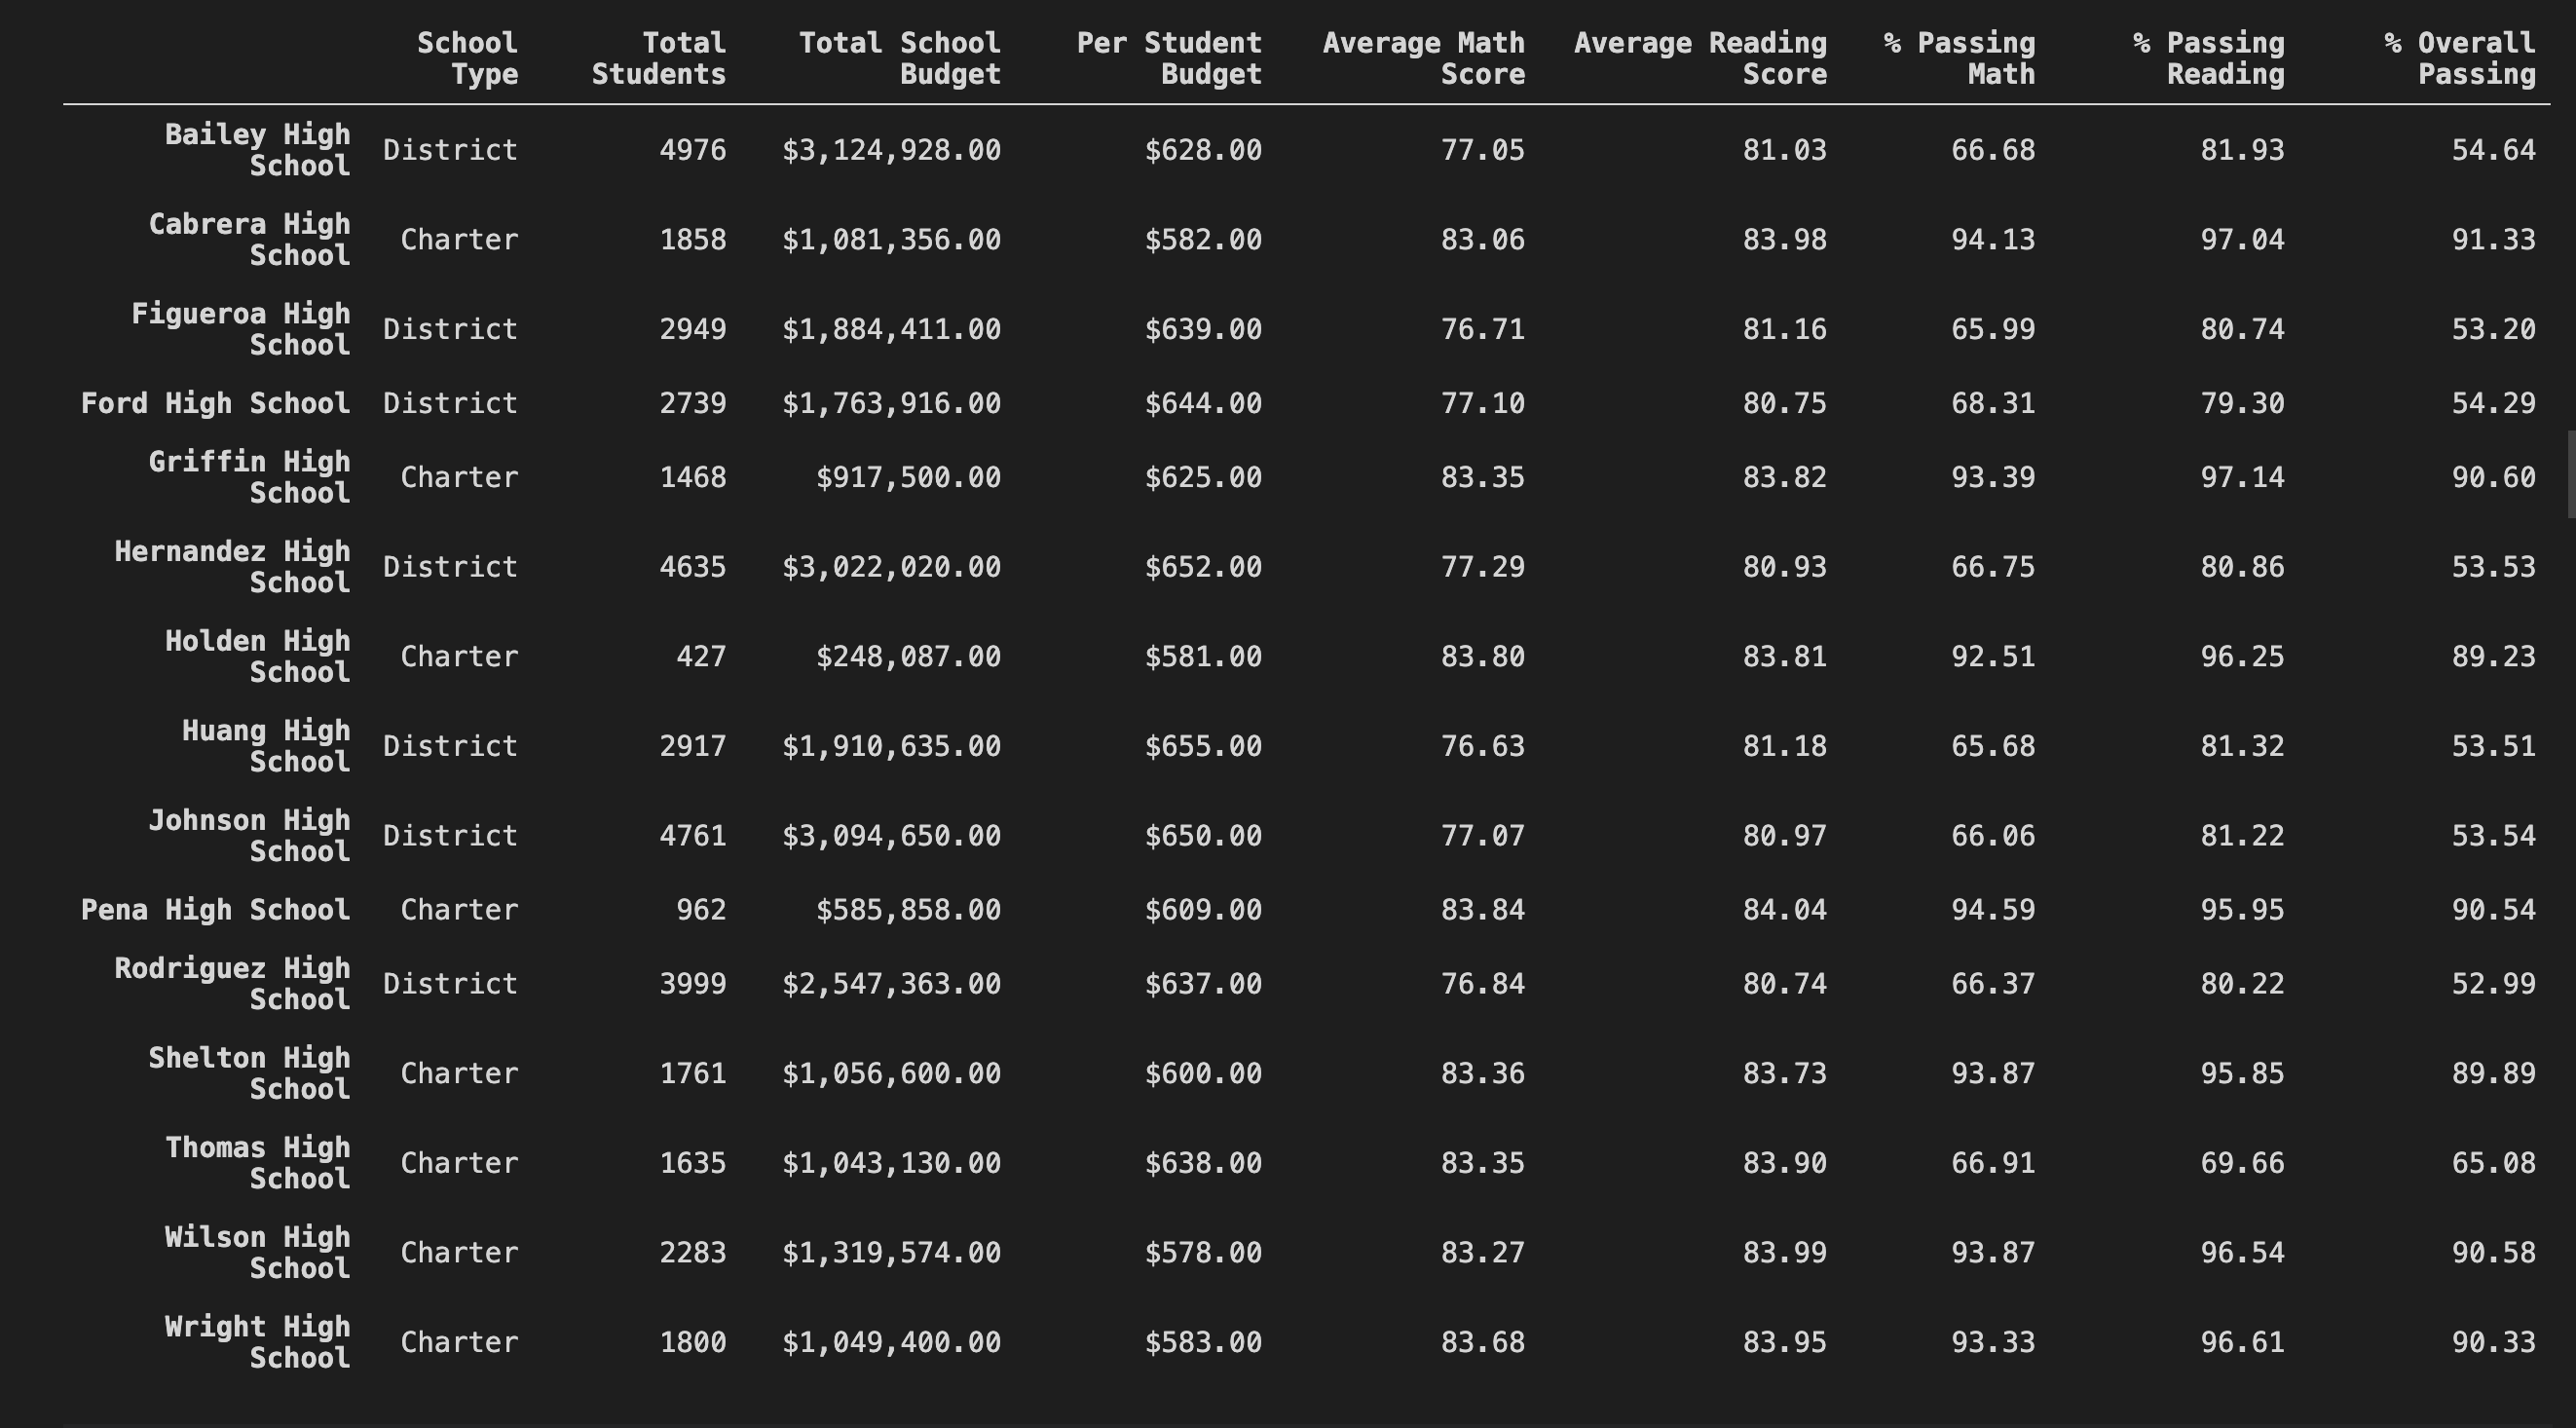 School Total Total School Per Student Average Math Average Reading % Passing % Passing % Overall
Type Students Budget Budget Score Score Math Reading Passing
Bailey High
School District 4976 $3,124,928.00 $628.00 77.05 81.03 66.68 81.93 54.64
Cabrera High
School Charter 1858 $1,081,356.00 $582.00 83.06 83.98 94.13 97.04 91.33
Figueroa High
School District 2949 $1,884,411.00 $639.00 76.71 81.16 65.99 80.74 53.20
Ford High School District 2739 $1,763,916.00 $644.00 77.10 80.75 68.31 79.30 54.29
Griffin High
School Charter 1468 $917,500.00 $625.00 83.35 83.82 93.39 97.14 90.60
Hernandez High
School District 4635 $3,022,020.00 $652.00 77.29 80.93 66.75 80.86 53.53
Holden High
School Charter 427 $248,087.00 $581.00 83.80 83.81 92.51 96.25 89.23
Huang High
School District 2917 $1,910,635.00 $655.00 76.63 81.18 65.68 81.32 53.51
Johnson High
School District 4761 $3,094,650.00 $650.00 77.07 80.97 66.06 81.22 53.54
Pena High School Charter 962 $585,858.00 $609.00 83.84 84.04 94.59 95.95 90.54
Rodriguez High
School District 3999 $2,547,363.00 $637.00 76.84 80.74 66.37 80.22 52.99
Shelton High
School Charter 1761 $1,056,600.00 $600.00 83.36 83.73 93.87 95.85 89.89
Thomas High
School Charter 1635 $1,043,130.00 $638.00 83.35 83.90 66.91 69.66 65.08
Wilson High
School Charter 2283 $1,319,574.00 $578.00 83.27 83.99 93.87 96.54 90.58
Wright High
School Charter 1800 $1,049,400.00 $583.00 83.68 83.95 93.33 96.61 90.33